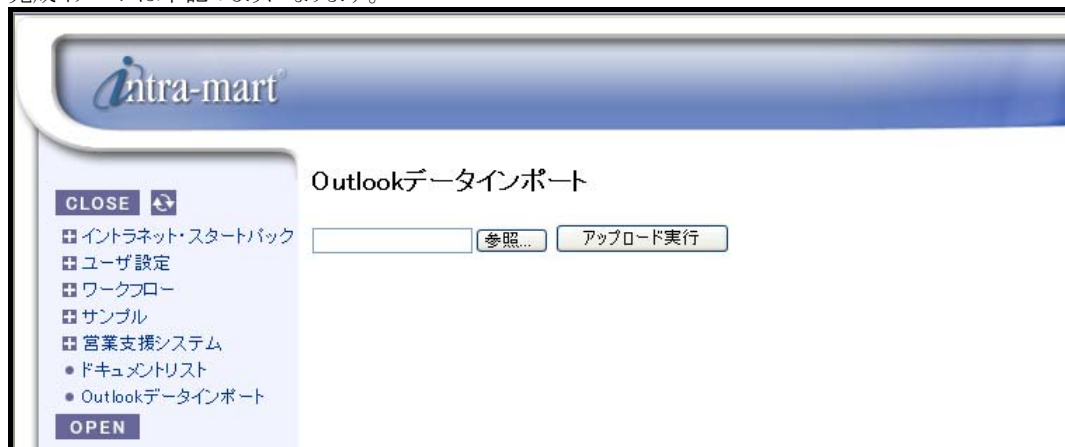 intra-mart®
Outlookデータインポート
CLOSE
イントラネット・スタートパック
参照...
アップロード実行
ユーザ設定
ワークフロー
サンプル
営業支援システム
ドキュメントリスト
Outlookデータインポート
OPEN